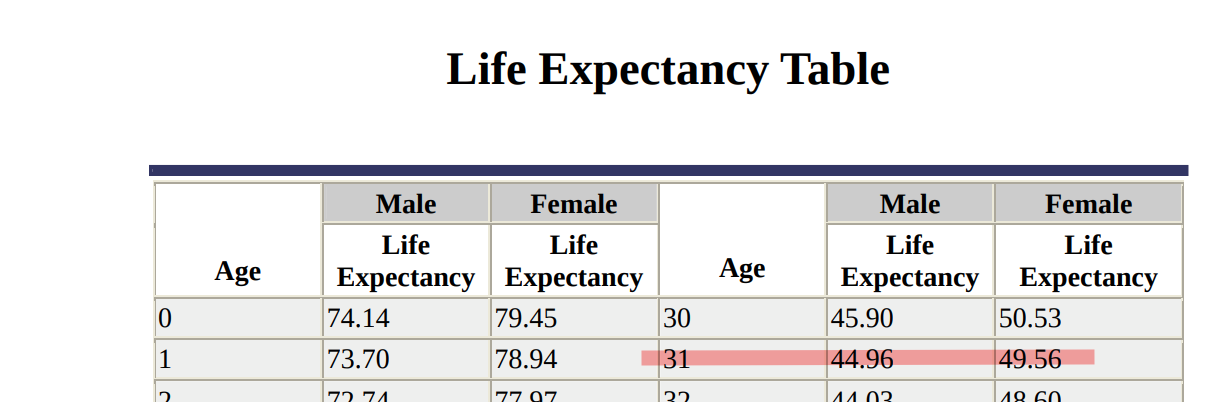 Life Expectancy Table
Male Female Male Female
Age Life Expectancy Life Expectancy Age Life Expectancy Life Expectancy
0 74.14 79.45 30 45.90 50.53
1 73.70 78.94 31 44.96 49.56
2 72.74 77.97 32 44.03 48.60